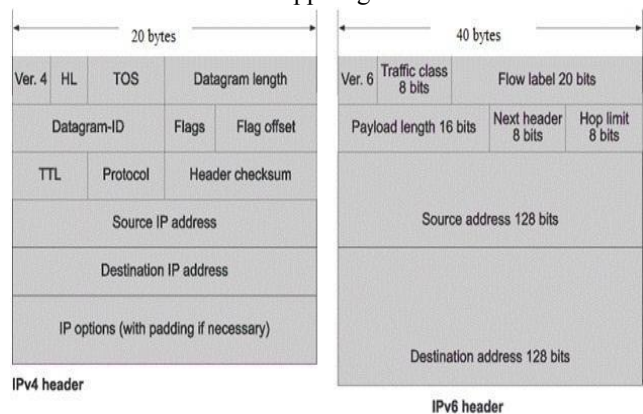 20 bytes
Ver. 4 HL TOS Datagram length
Datagram-ID Flags Flag offset
TTL Protocol Header checksum
Source IP address
Destination IP address
IP options (with padding if necessary)
IPv4 header
40 bytes
Ver. 6 Traffic class 8 bits Flow label 20 bits
Payload length 16 bits Next header 8 bits Hop limit 8 bits
Source address 128 bits
Destination address 128 bits
IPv6 header